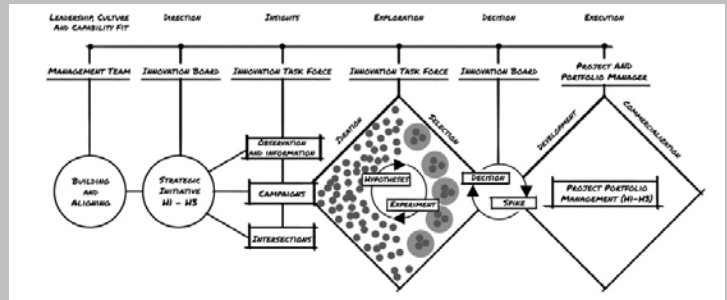 Leadership, Culture
And Capability Fit
Direction
Insights
Exploration
Decision
Execution
Management Team
Innovation Board
Innovation Task Force
Innovation Task Force
Innovation Board
Project And
Portfolio Manager
Building
and
Aligning
Strategic
Initiative
H1 - H3
Observation
and information
Campaigns
Intersections
Ideation
Selection
Hypotheses
Experiment
Decision
Spike
Development
Commercialization
Project Portfolio
Management (H1-H3)